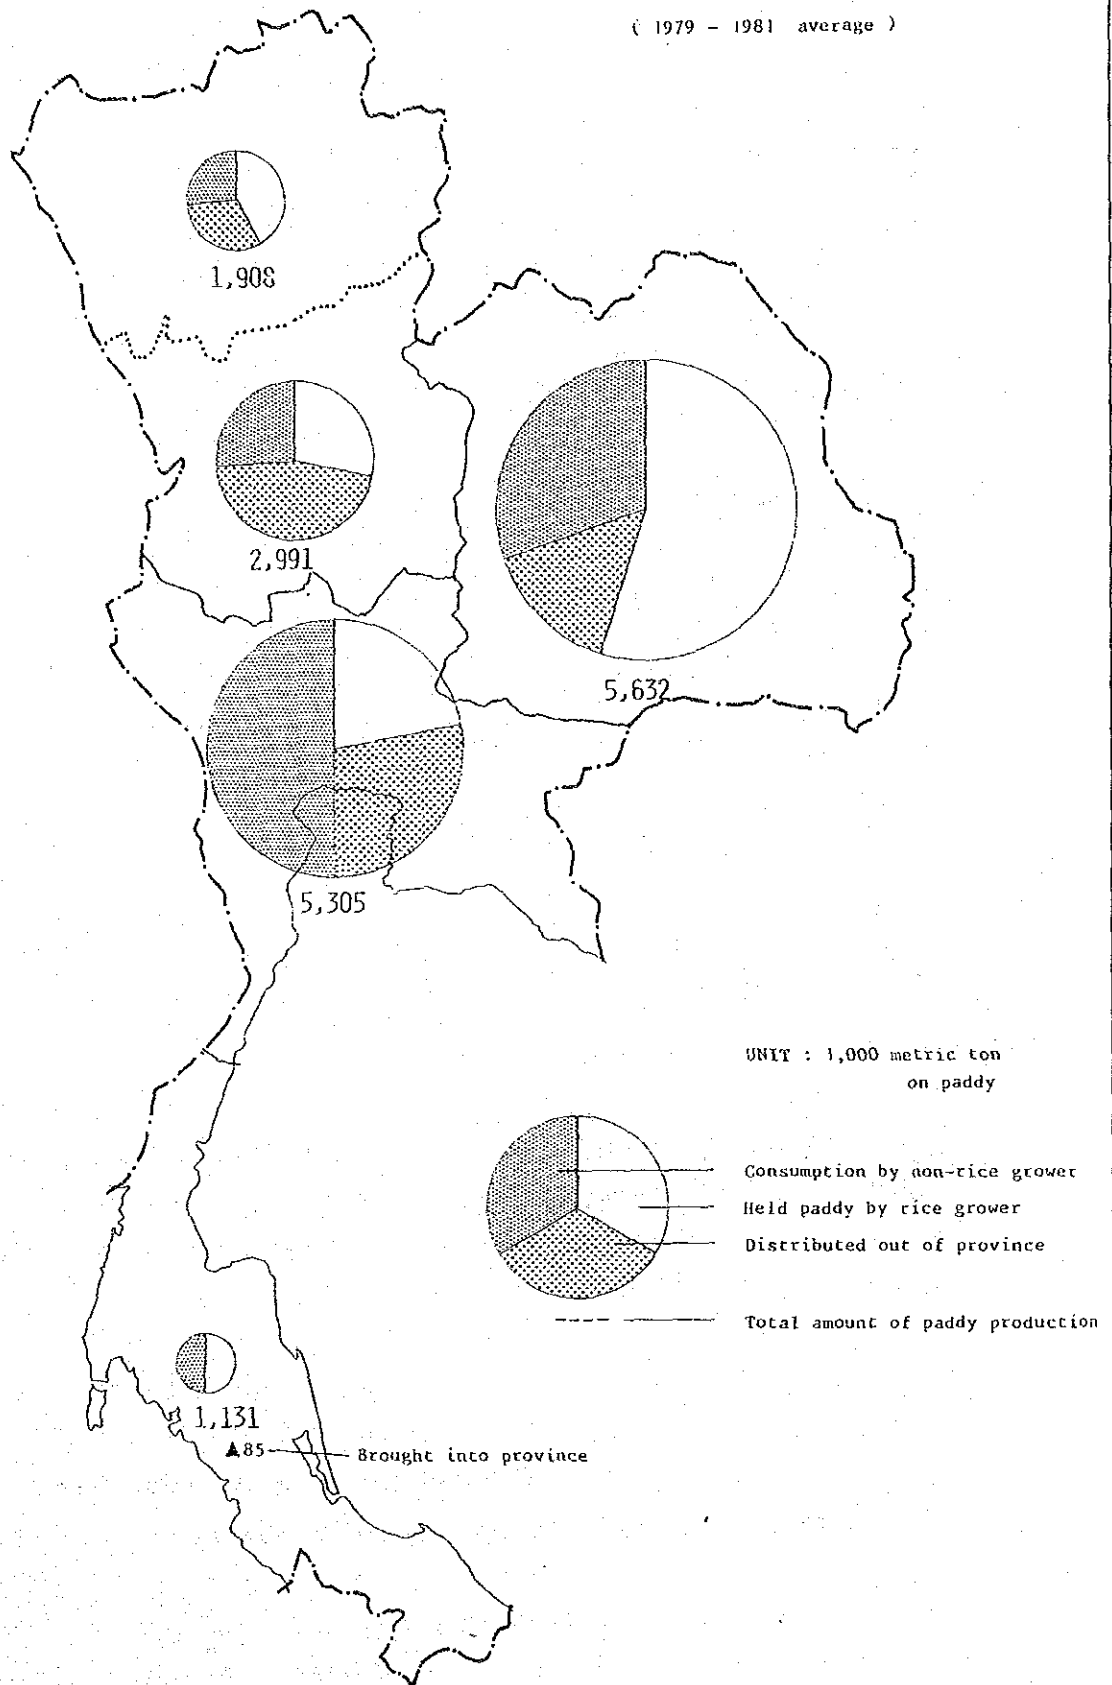 ( 1979 - 1981 average )
1,908
2,991
5,632
5,305
UNIT : 1,000 metric ton
on paddy
Consumption by non-rice grower
Held paddy by rice grower
Distributed out of province
Total amount of paddy production
1,131
▲85
Brought into province